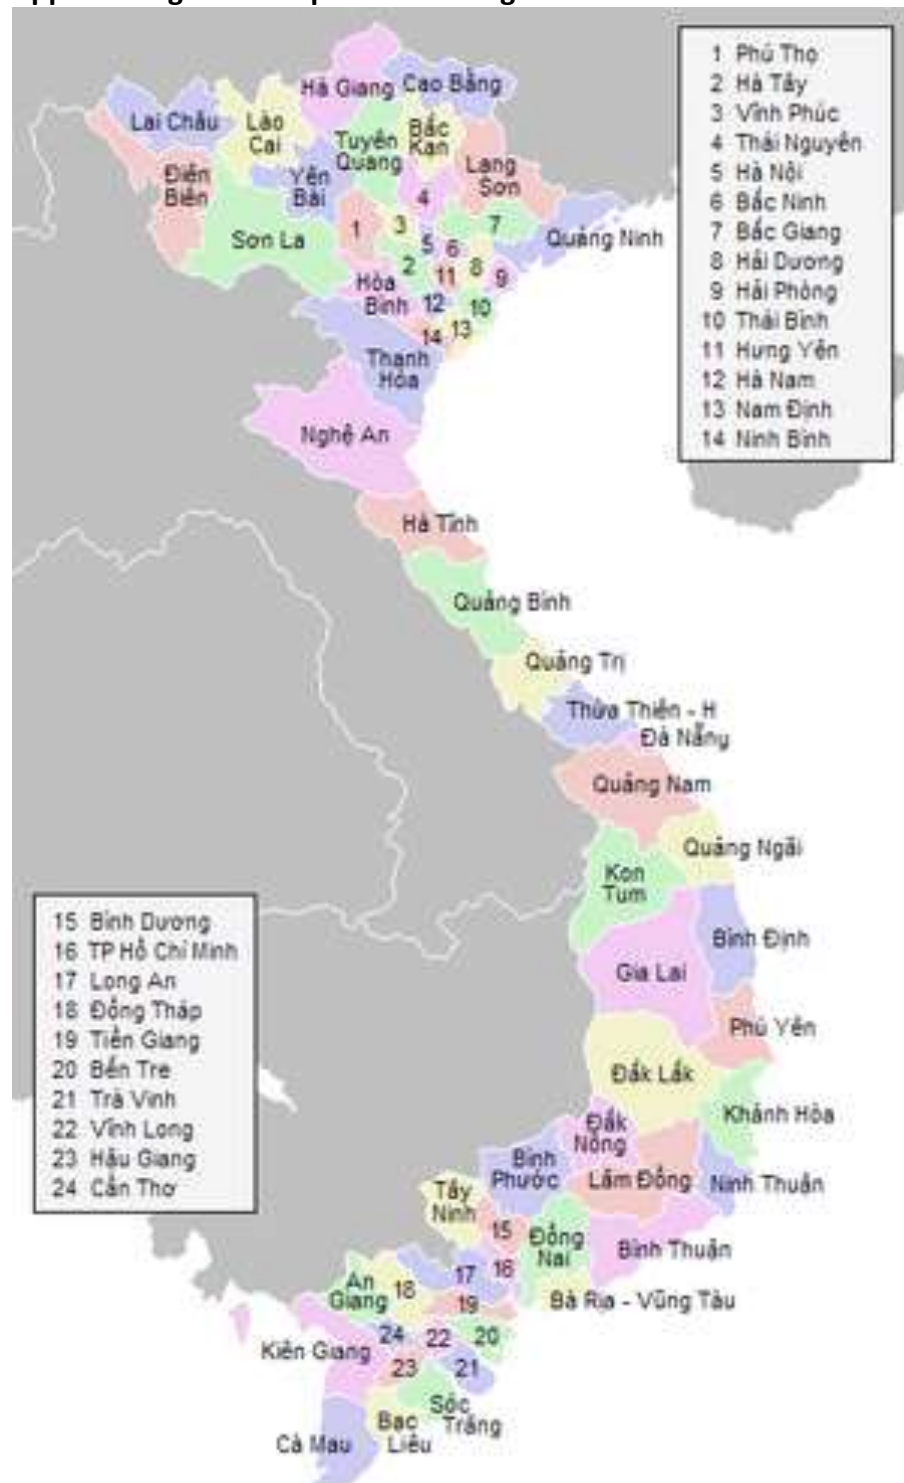 Hà Giang
Cao Bằng
Lai Châu
Lào
Cai
Tuyên
Quang
Bắc
Kạn
Lạng
Sơn
Điên
Biên
Yên
Bái
Sơn La
1
3
4
5
6
7
Quảng Ninh
2
11
8
9
Hòa
Bình
12
10
14
13
Thanh
Hóa
Nghệ An
Hà Tĩnh
Quảng Bình
Quảng Trị
Thừa Thiên - H
Đà Nẵng
Quảng Nam
Quảng Ngãi
Kon
Tum
Bình Định
Gia Lai
Phú Yên
Đắk Lắk
Khánh Hòa
Đắk
Nông
Bình
Phước
Lâm Đồng
Ninh Thuận
Tây
Ninh
15
Đồng
Nai
Bình Thuận
16
17
An
Giang
18
19
Bà Rịa - Vũng Tàu
Kiên Giang
24
22
20
23
21
Sóc
Trăng
Bạc
Liêu
Cà Mau
1 Phú Thọ
2 Hà Tây
3 Vĩnh Phúc
4 Thái Nguyên
5 Hà Nội
6 Bắc Ninh
7 Bắc Giang
8 Hải Dương
9 Hải Phòng
10 Thái Bình
11 Hưng Yên
12 Hà Nam
13 Nam Định
14 Ninh Bình
15 Bình Dương
16 TP Hồ Chí Minh
17 Long An
18 Đồng Tháp
19 Tiền Giang
20 Bến Tre
21 Trà Vinh
22 Vĩnh Long
23 Hậu Giang
24 Cần Thơ